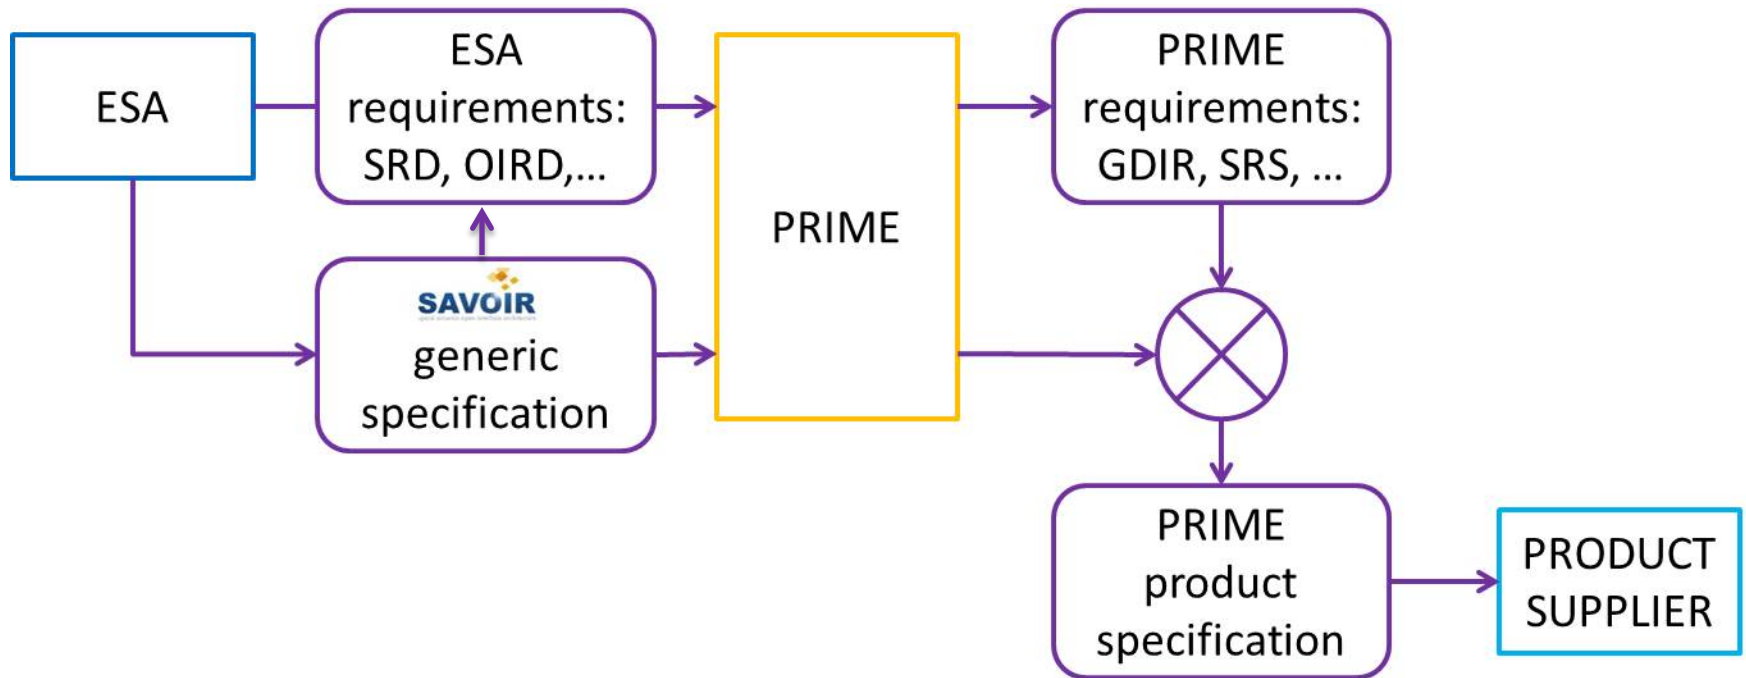 ESA
ESA
requirements:
SRD, OIRD,...
PRIME
PRIME
requirements:
GDIR, SRS, ...
SAVOIR
generic
specification
PRIME
product
specification
PRODUCT
SUPPLIER